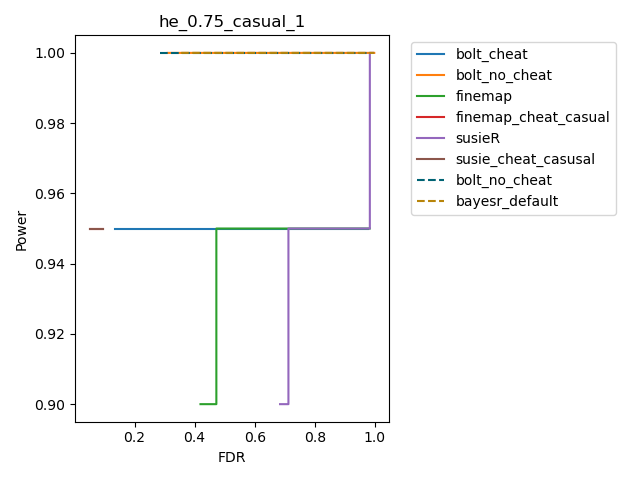 he_0.75_casual_1
1.00
0.98
0.96
0.94
0.92
0.90
Power
0.2 0.4 0.6 0.8 1.0
FDR
bolt_cheat
bolt_no_cheat
finemap
finemap_cheat_casual
susieR
susie_cheat_casusal
bolt_no_cheat
bayesr_default